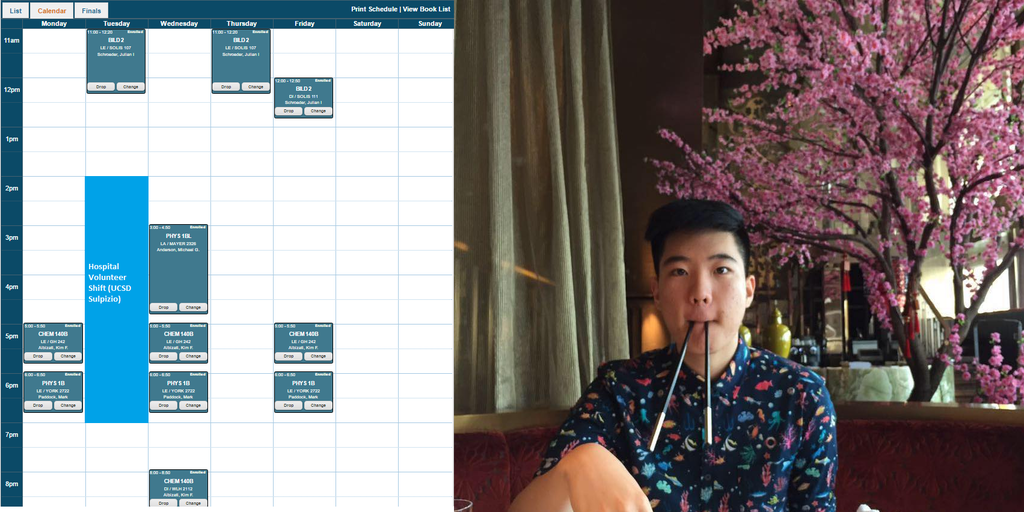 List
Calendar
Finals
Print Schedule | View Book List
Monday
Tuesday
Wednesday
Thursday
Friday
Saturday
Sunday
11am
11:00 - 12:20 Enrolled
BILD 2
LE / SOLIS 107
Schmader, Julian I
Drop
Change
11:00 - 12:20 Enrolled
BILD 2
LE / SOLIS 107
Schmader, Julian I
Drop
Change
12pm
12:00 - 12:50 Enrolled
BILD 2
DI / SOLIS 111
Schmader, Julian I
Drop
Change
1pm
2pm
Hospital
Volunteer
Shift (UCSD
Sulpizio)
3pm
3:00 - 4:50 Enrolled
PHYS 1BL
LA / MAYER 2320
Anderson, Michael G.
Drop
Change
4pm
5pm
5:00 - 5:50 Enrolled
CHEM 140B
LE / GH 242
Albizati, Kim F.
Drop
Change
5:00 - 5:50 Enrolled
CHEM 140B
LE / GH 242
Albizati, Kim F.
Drop
Change
5:00 - 5:50 Enrolled
CHEM 140B
LE / GH 242
Albizati, Kim F.
Drop
Change
6pm
6:00 - 6:50 Enrolled
PHYS 1B
LE / YORK 2722
Paddock, Mark
Drop
Change
6:00 - 6:50 Enrolled
PHYS 1B
LE / YORK 2722
Paddock, Mark
Drop
Change
6:00 - 6:50 Enrolled
PHYS 1B
LE / YORK 2722
Paddock, Mark
Drop
Change
7pm
8pm
8:00 - 8:50 Enrolled
CHEM 140B
DI / WLH 2112
Albizati, Kim F.
Drop
Change